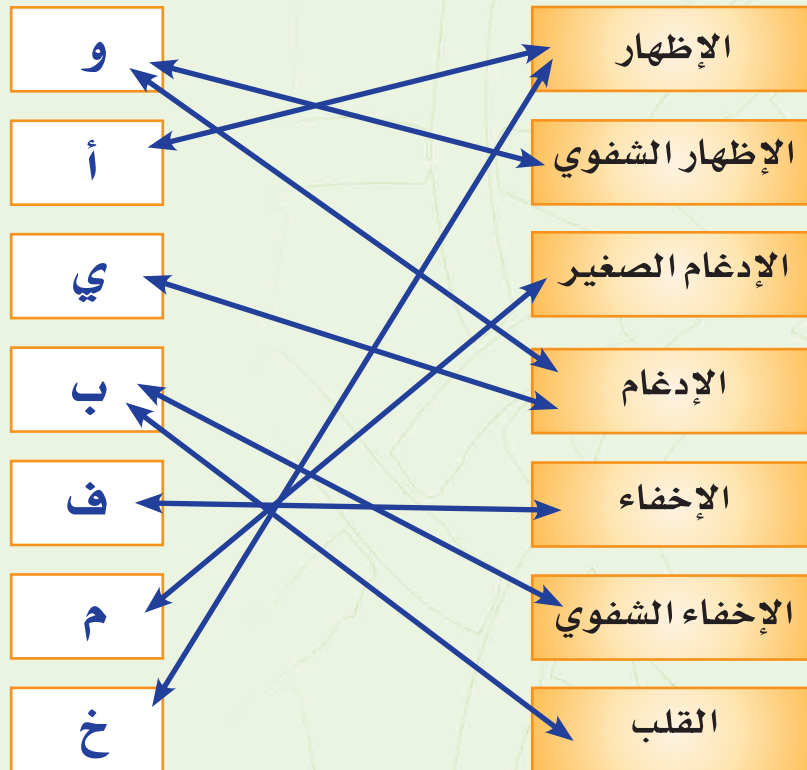 الإظهار
و
الإظهار الشفوي
أ
الإدغام الصغير
ي
الإدغام
ب
الإخفاء
ف
الإخفاء الشفوي
م
القلب
خ